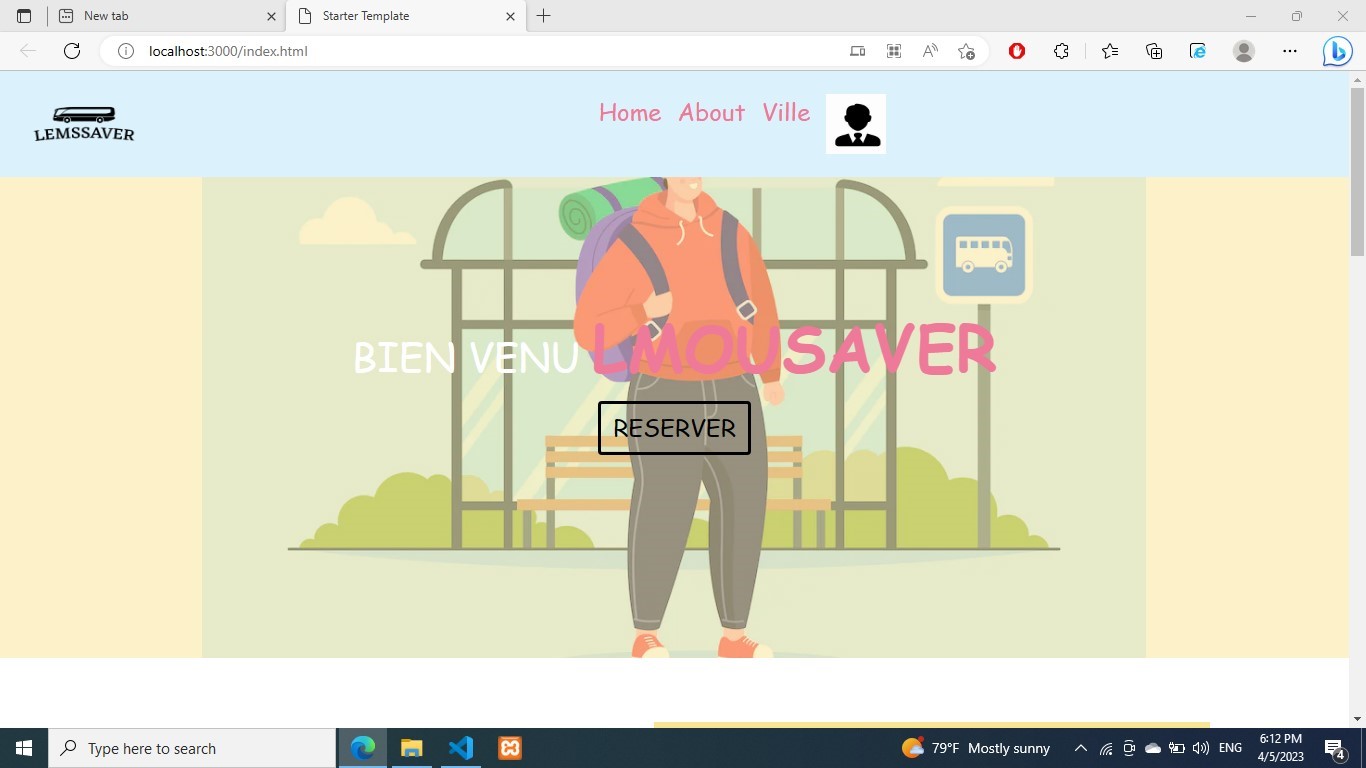 New tab
Starter Template
localhost:3000/index.html
LEMSSAVER
Home About Ville
BIEN VENU LMOUSAVER
RESERVER
Type here to search
79°F Mostly sunny
ENG
6:12 PM
4/5/2023
4